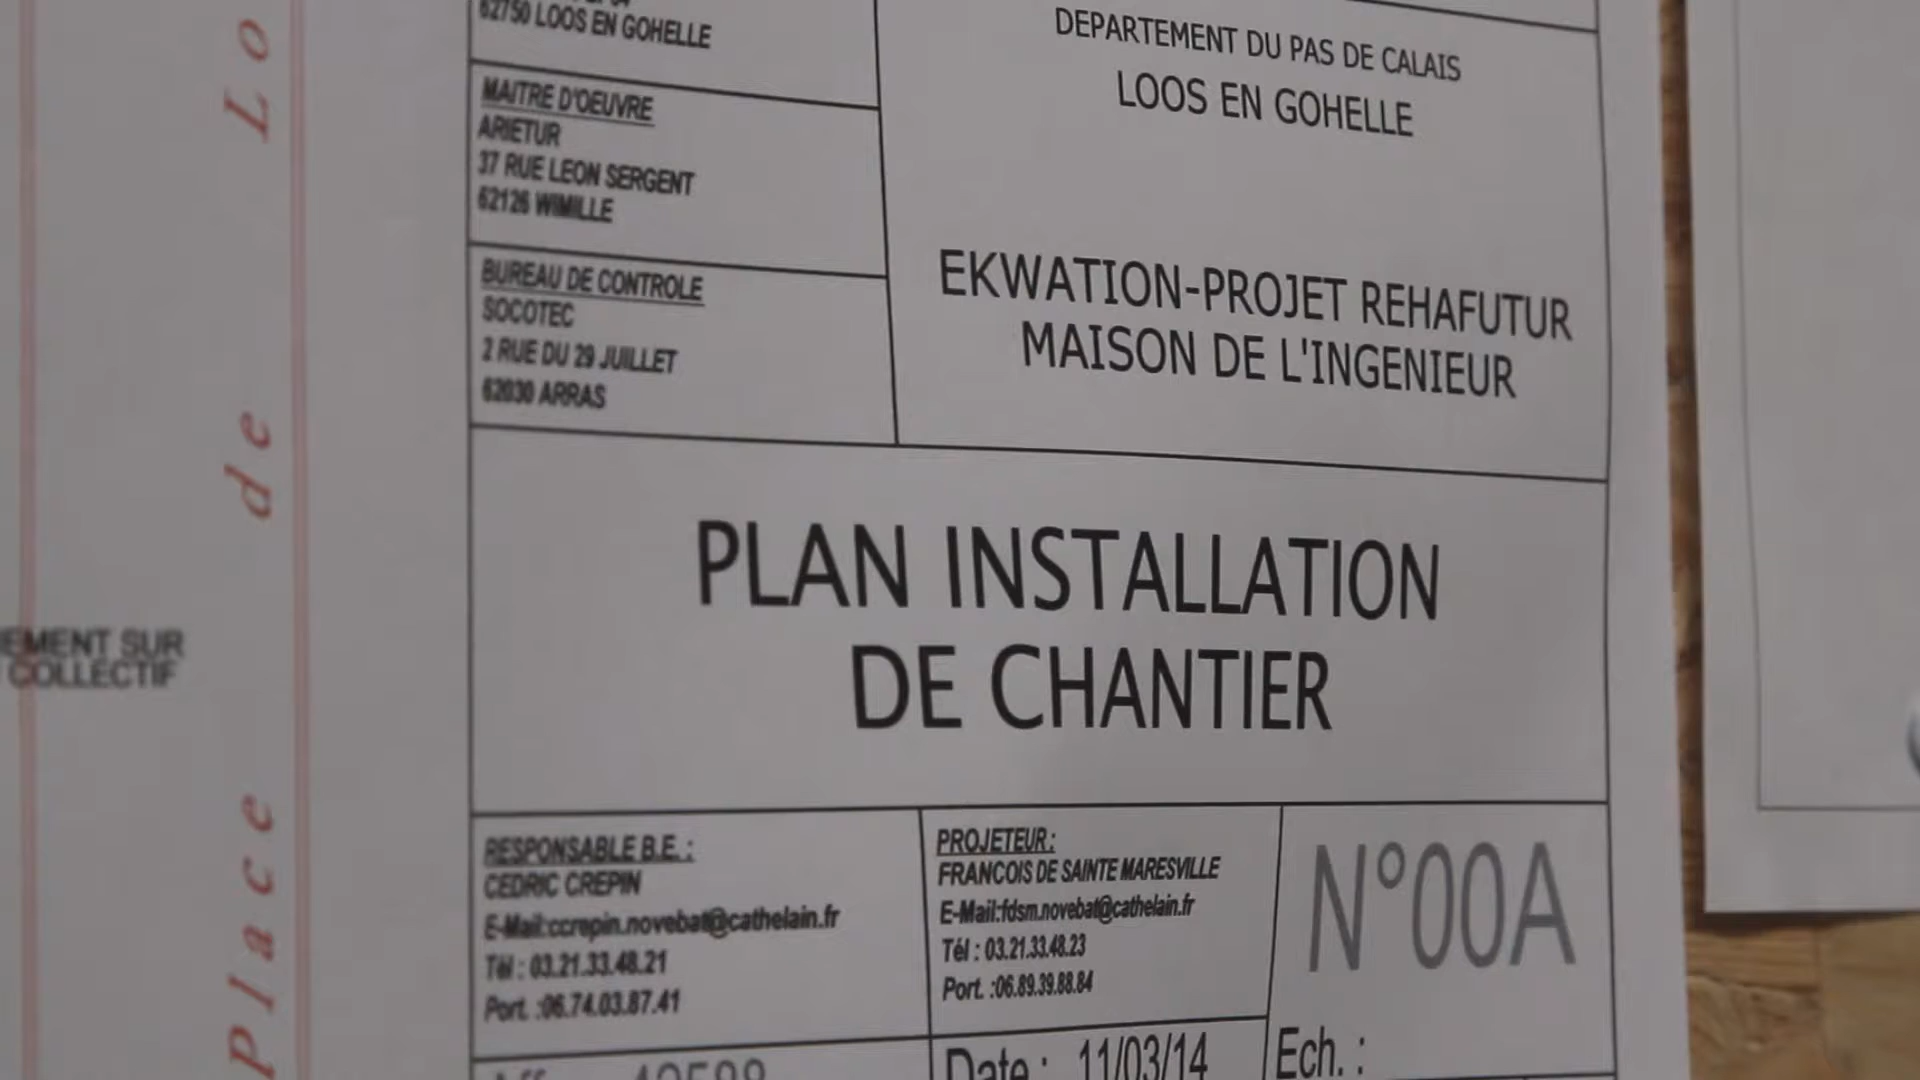 62750 LOOS EN GOHELLE
MAITRE D'OEUVRE
ARIETUR
37 RUE LEON SERGENT
62126 WIMILLE
BUREAU DE CONTROLE
SOCOTEC
2 RUE DU 29 JUILLET
62030 ARRAS
DEPARTEMENT DU PAS DE CALAIS
LOOS EN GOHELLE
EKWATION-PROJET REHAFUTUR
MAISON DE L'INGENIEUR
PLAN INSTALLATION
DE CHANTIER
RESPONSABLE B.E. :
CEDRIC CREPIN
E-Mail:ccrepin.novebat@cathelain.fr
Tél : 03.21.33.48.21
Port. :06.74.03.87.41
PROJETEUR :
FRANCOIS DE SAINTE MARESVILLE
E-Mail:fdsm.novebat@cathelain.fr
Tél : 03.21.33.48.23
Port. :06.89.39.88.84
N°00A
Date : 11/03/14
Ech. :
Place de Lo
EMENT SUR
COLLECTIF